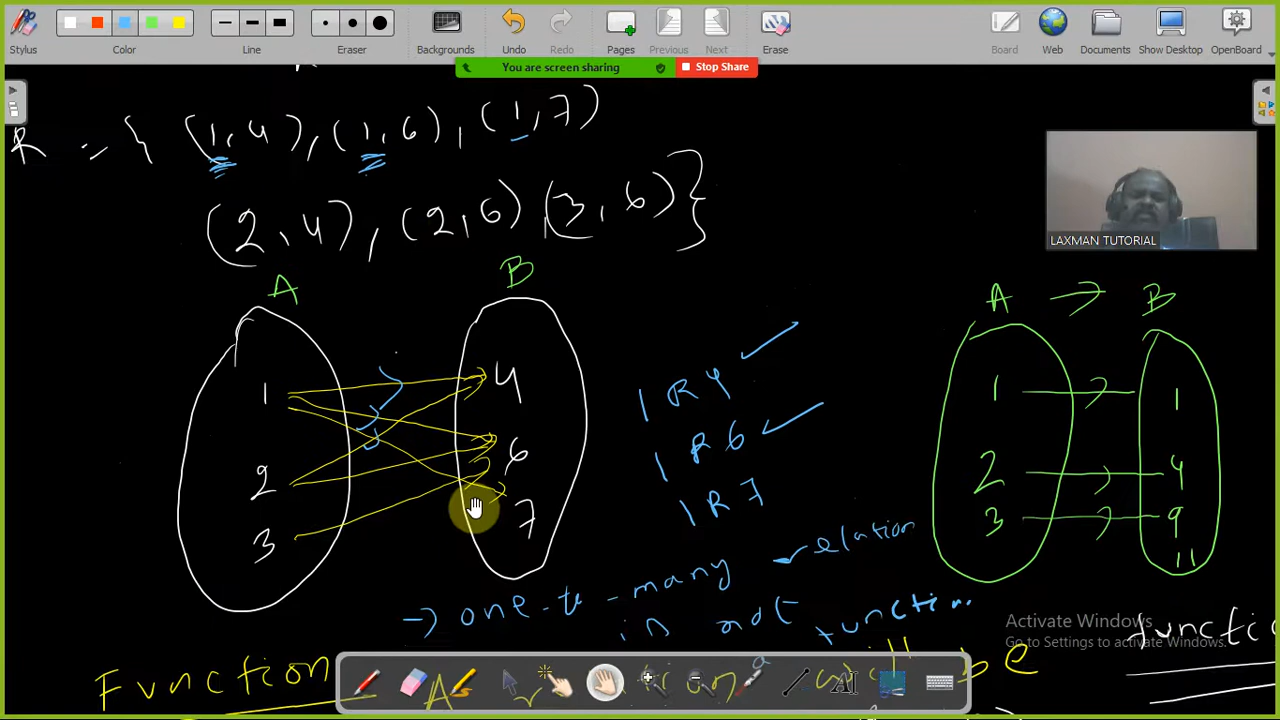 Stylus Color Line Eraser Backgrounds Undo Redo Pages Previous Next Erase Board Web Documents Show Desktop OpenBoard
You are screen sharing Stop Share
R = { (1,4), (1,6), (1,7)
(2,4), (2,6) (3,6)}
LAXMAN TUTORIAL
A B
A → B
1 4
2 6
3 7
1 R 4
1 R 6
1 R 7
1 1
2 4
3 9
11
→ one-to-many relation
is not function
Activate Windows
Go to Settings to activate Windows.
Function
be